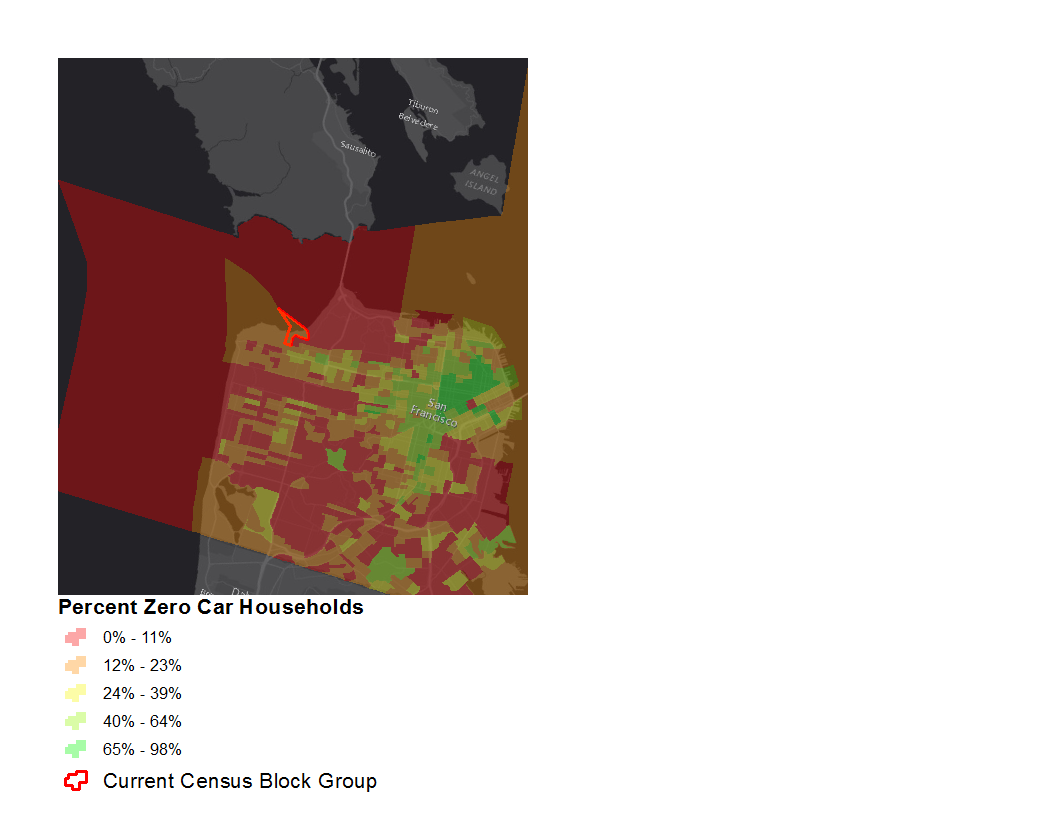 Tiburon
Belvedere
Sausalito
ANGEL
ISLAND
San
Francisco
Percent Zero Car Households
0% - 11%
12% - 23%
24% - 39%
40% - 64%
65% - 98%
Current Census Block Group